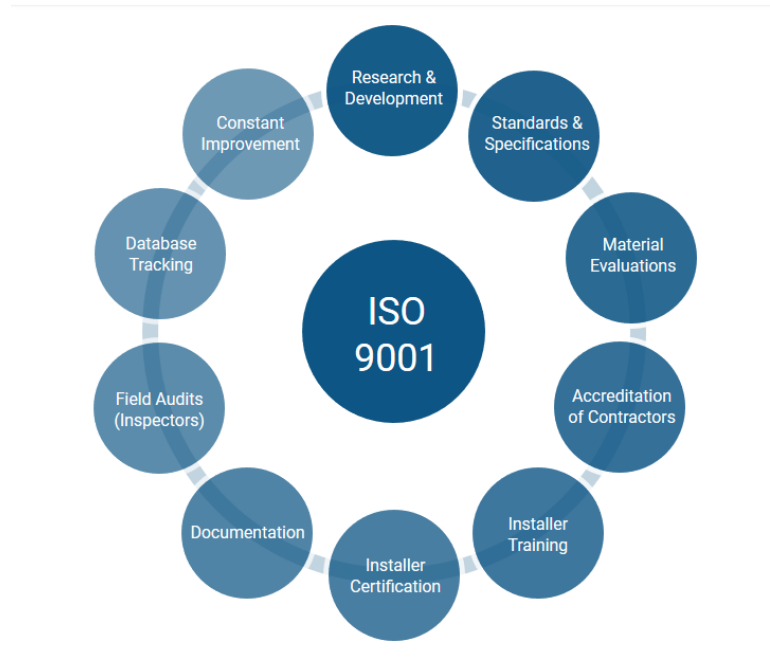 Research &
Development
Standards &
Specifications
Material
Evaluations
Accreditation
of Contractors
Installer
Training
Installer
Certification
Documentation
Field Audits
(Inspectors)
Database
Tracking
Constant
Improvement
ISO
9001